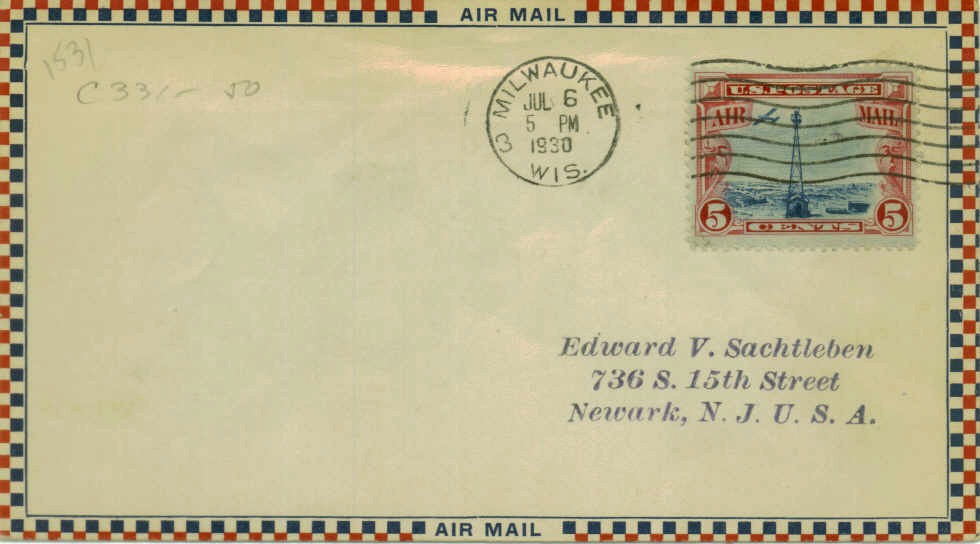 AIR MAIL
1531
C 331- 50
MILWAUKEE
JUL 6
5 PM
1930
3
WIS.
U.S. POSTAGE
AIR MAIL
5 5
CENTS
Edward V. Sachtleben
736 S. 15th Street
Newark, N. J. U. S. A.
AIR MAIL